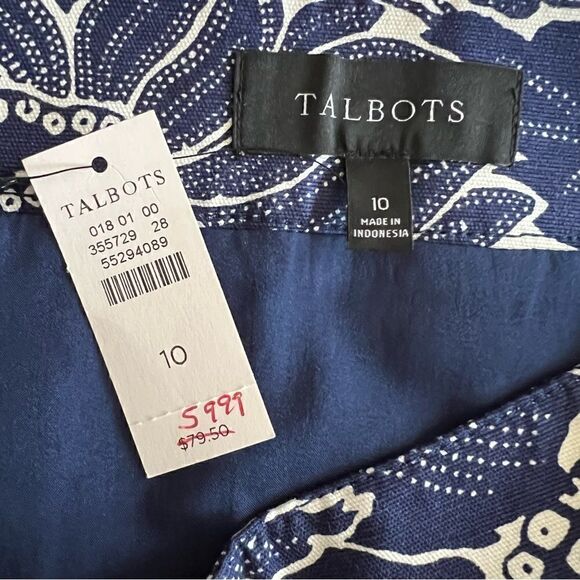 TALBOTS
10
MADE IN
INDONESIA
TALBOTS
018 01 00
355729 28
55294089
10
5999
$79.50